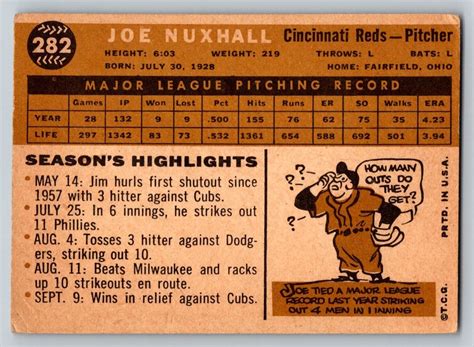 282
JOE NUXHALL Cincinnati Reds—Pitcher
HEIGHT: 6:03 WEIGHT: 219 THROWS: L BATS: L
BORN: JULY 30, 1928 HOME: FAIRFIELD, OHIO
MAJOR LEAGUE PITCHING RECORD
Games IP Won Lost Pct. Hits Runs ER SO Walks ERA
YEAR 28 132 9 9 .500 155 76 62 75 35 4.23
LIFE 297 1342 83 73 .532 1361 654 588 692 501 3.94
SEASON'S HIGHLIGHTS
• MAY 14: Jim hurls first shutout since
1957 with 3 hitter against Cubs.
• JULY 25: In 6 innings, he strikes out
11 Phillies.
• AUG. 4: Tosses 3 hitter against Dodg-
ers, striking out 10.
• AUG. 11: Beats Milwaukee and racks
up 10 strikeouts en route.
• SEPT. 9: Wins in relief against Cubs.
HOW MANY
OUTS DO
THEY
GET?
JOE TIED A MAJOR LEAGUE
RECORD LAST YEAR STRIKING
OUT 4 MEN IN 1 INNING
©T.C.G. PRTD. IN U.S.A.